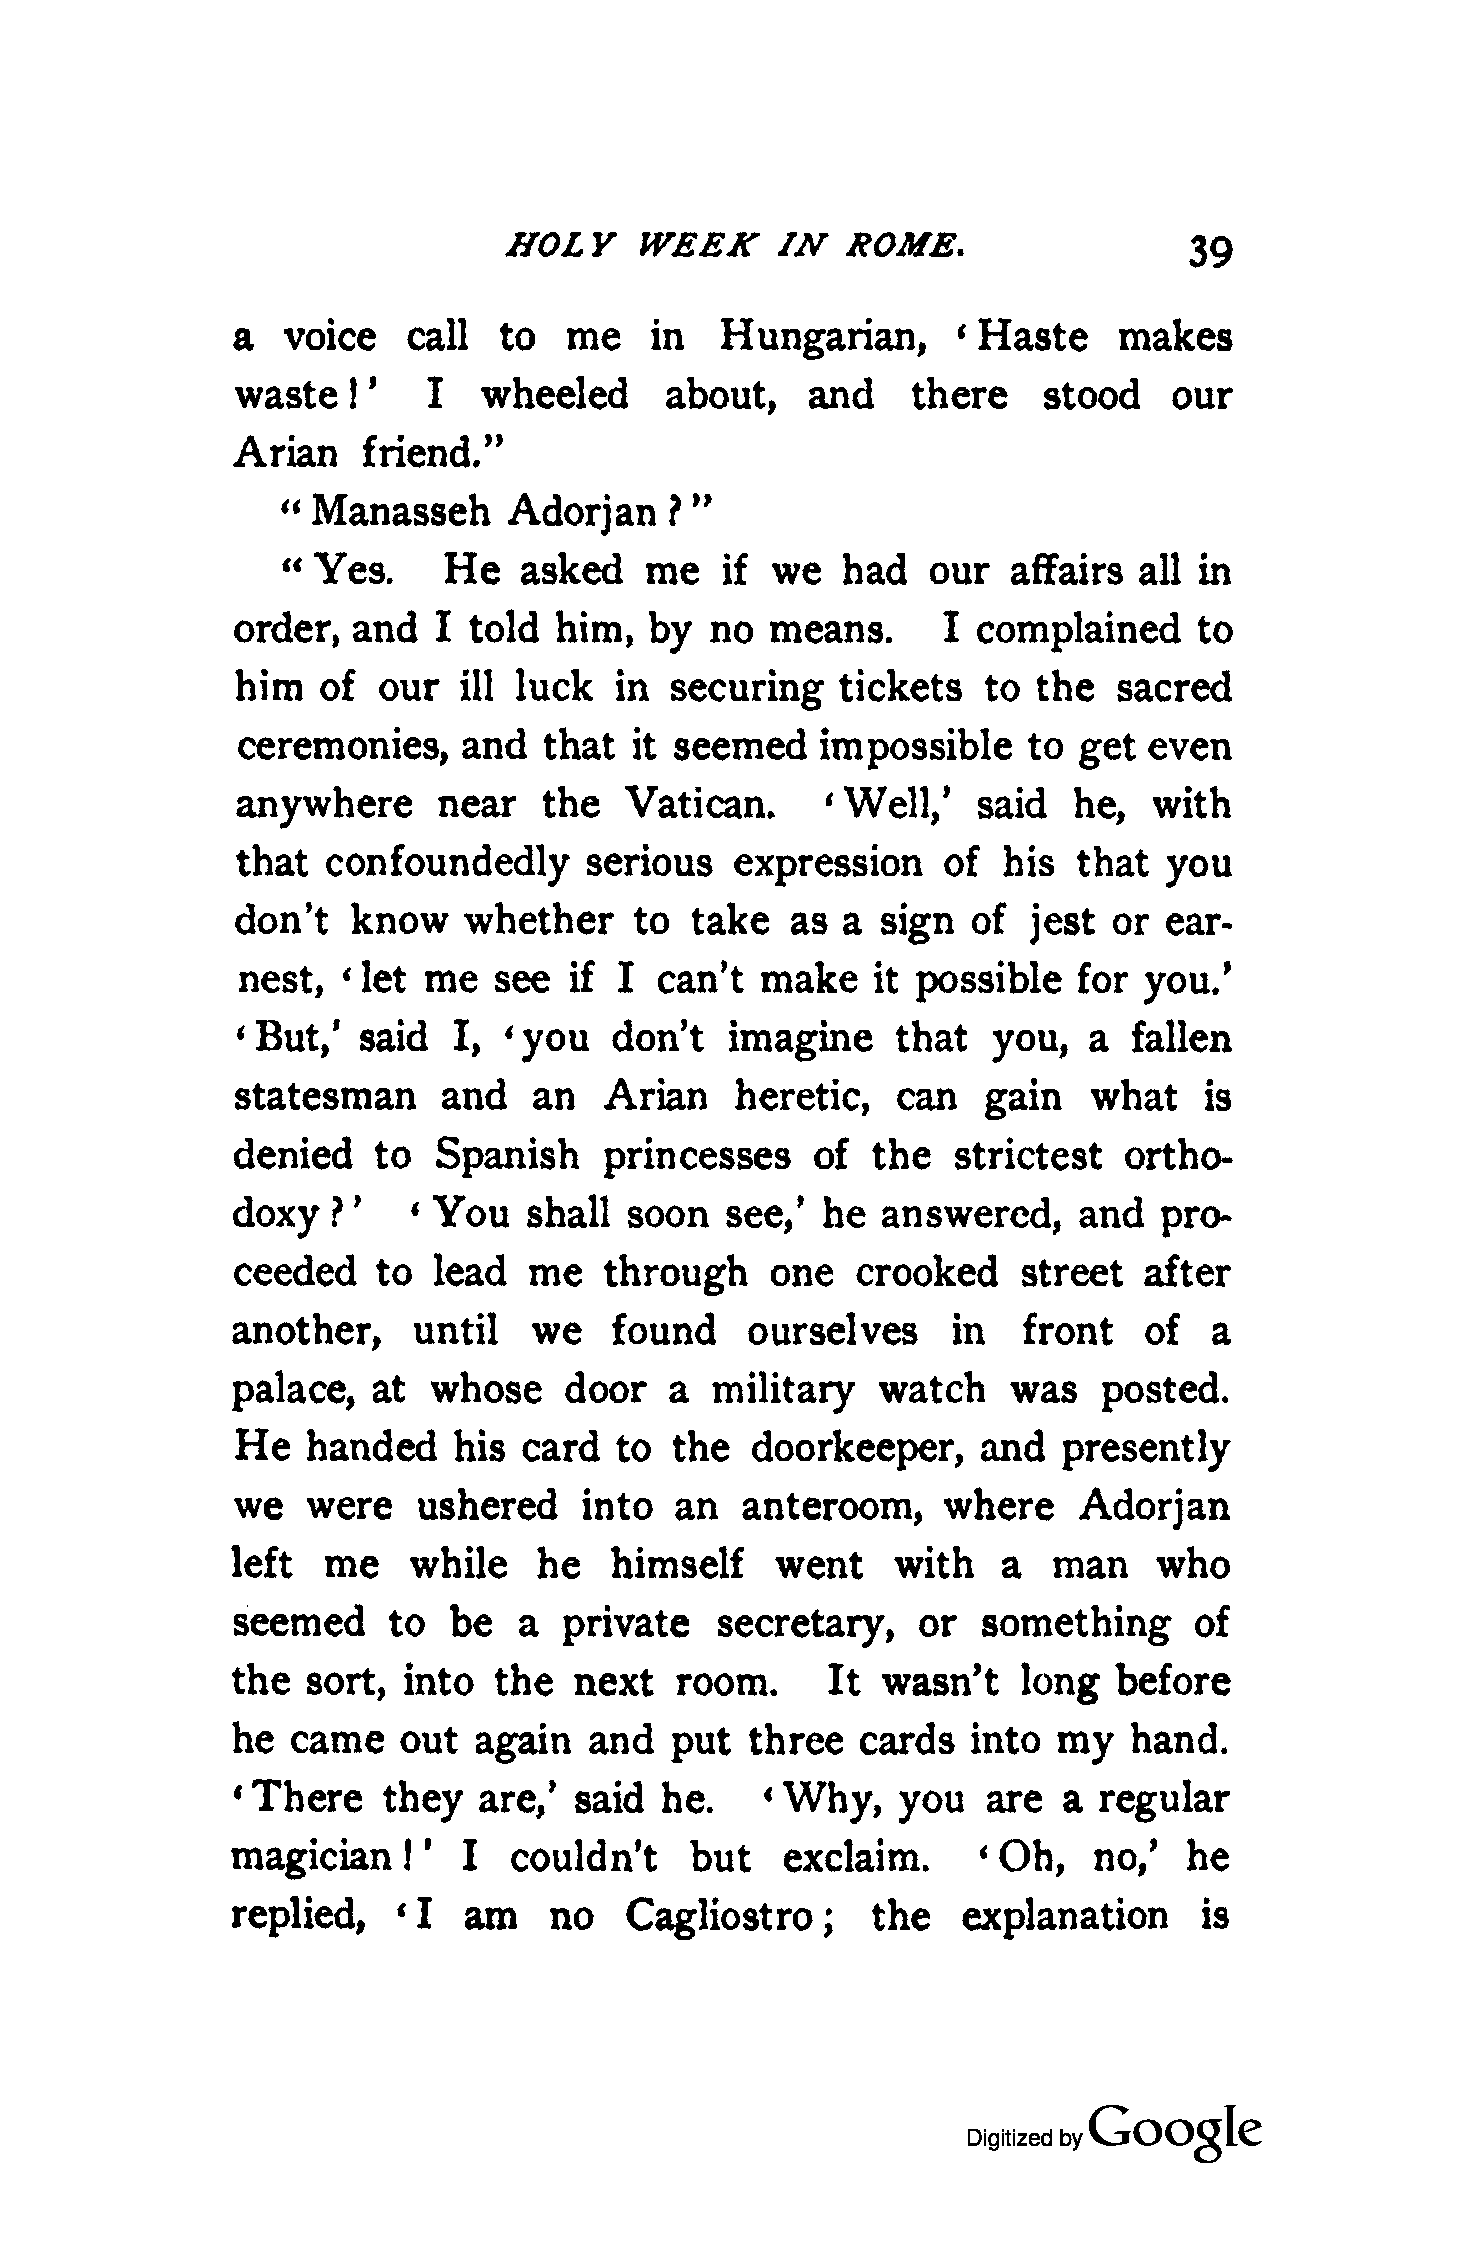 HOLY WEEK IN ROME. 39
a voice call to me in Hungarian, ‘Haste makes
waste!’ I wheeled about, and there stood our
Arian friend.”
“Manasseh Adorjan?”
“Yes. He asked me if we had our affairs all in
order, and I told him, by no means. I complained to
him of our ill luck in securing tickets to the sacred
ceremonies, and that it seemed impossible to get even
anywhere near the Vatican. ‘Well,’ said he, with
that confoundedly serious expression of his that you
don’t know whether to take as a sign of jest or ear-
nest, ‘let me see if I can’t make it possible for you.’
‘But,’ said I, ‘you don’t imagine that you, a fallen
statesman and an Arian heretic, can gain what is
denied to Spanish princesses of the strictest ortho-
doxy?’ ‘You shall soon see,’ he answered, and pro-
ceeded to lead me through one crooked street after
another, until we found ourselves in front of a
palace, at whose door a military watch was posted.
He handed his card to the doorkeeper, and presently
we were ushered into an anteroom, where Adorjan
left me while he himself went with a man who
seemed to be a private secretary, or something of
the sort, into the next room. It wasn’t long before
he came out again and put three cards into my hand.
‘There they are,’ said he. ‘Why, you are a regular
magician!’ I couldn’t but exclaim. ‘Oh, no,’ he
replied, ‘I am no Cagliostro; the explanation is
Digitized by Google